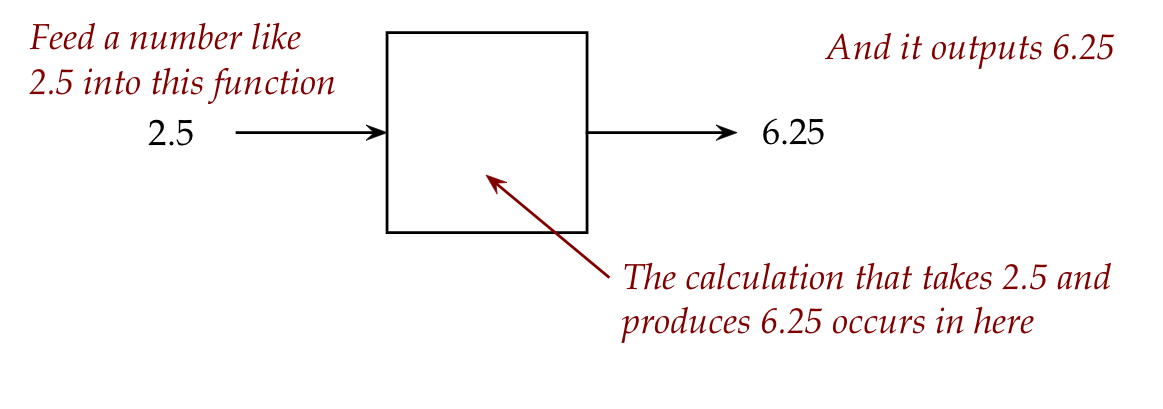 Feed a number like
2.5 into this function
And it outputs 6.25
2.5
6.25
The calculation that takes 2.5 and
produces 6.25 occurs in here